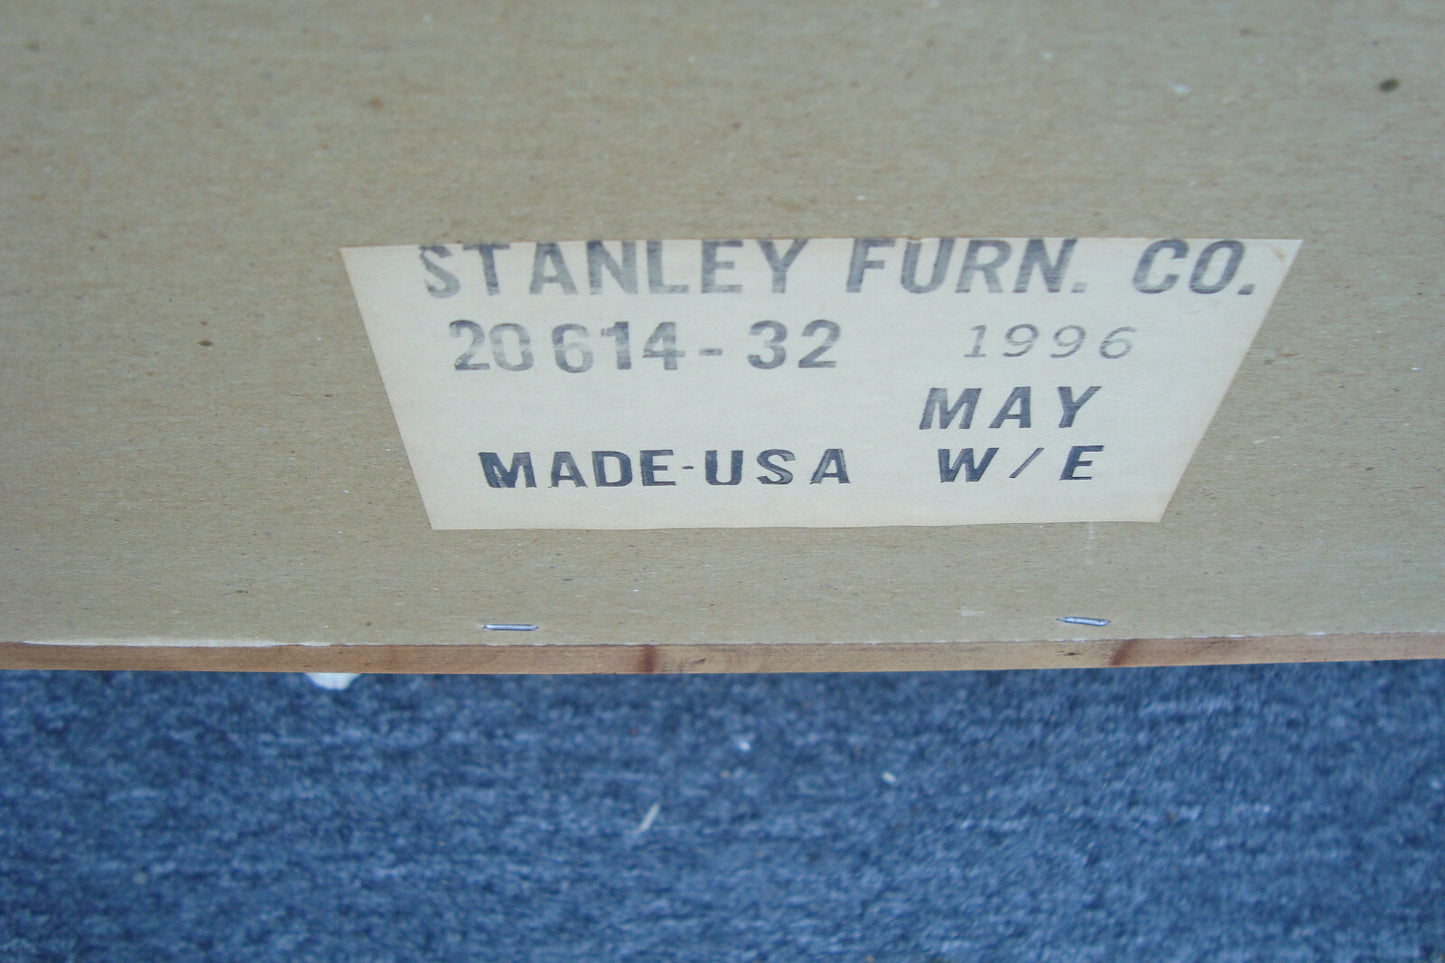 STANLEY FURN. CO.
20614-32 1996
MAY
MADE-USA W/E